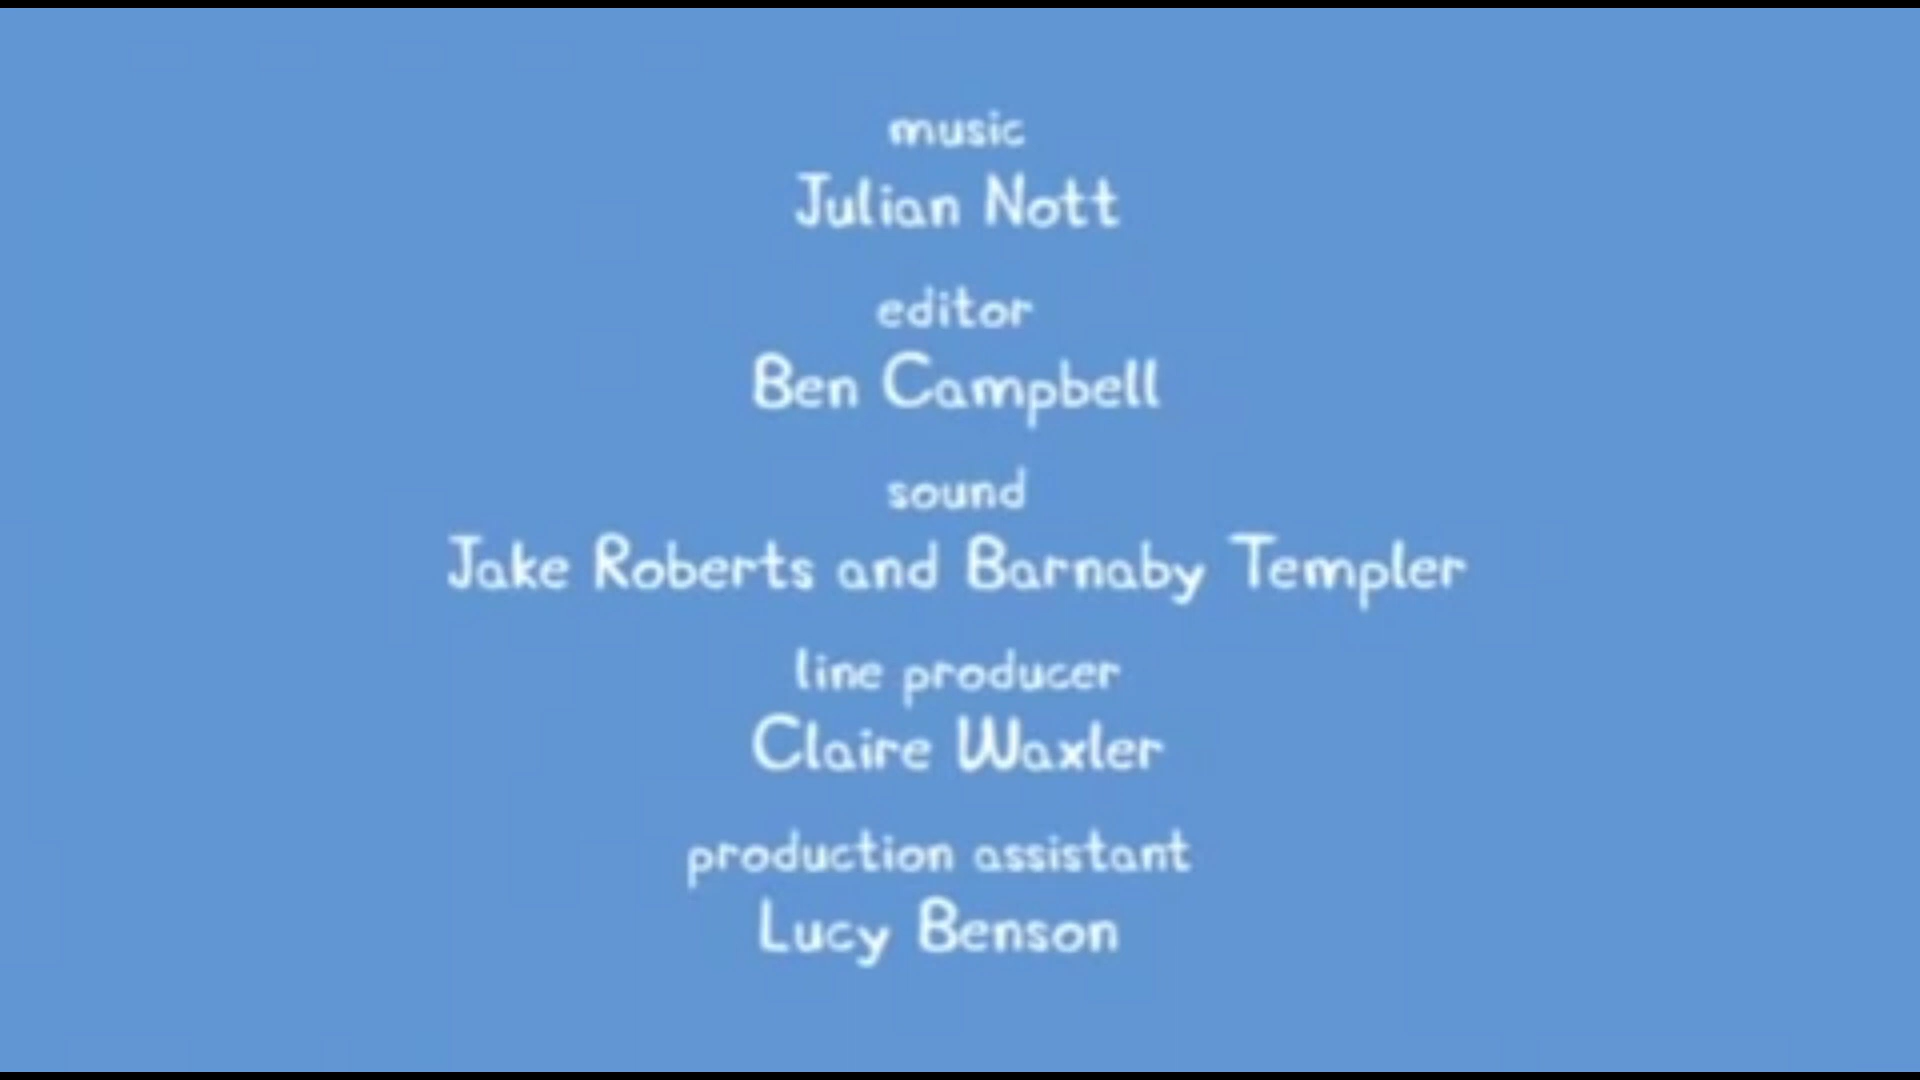 music
Julian Nott
editor
Ben Campbell
sound
Jake Roberts and Barnaby Templer
line producer
Claire Waxler
production assistant
Lucy Benson